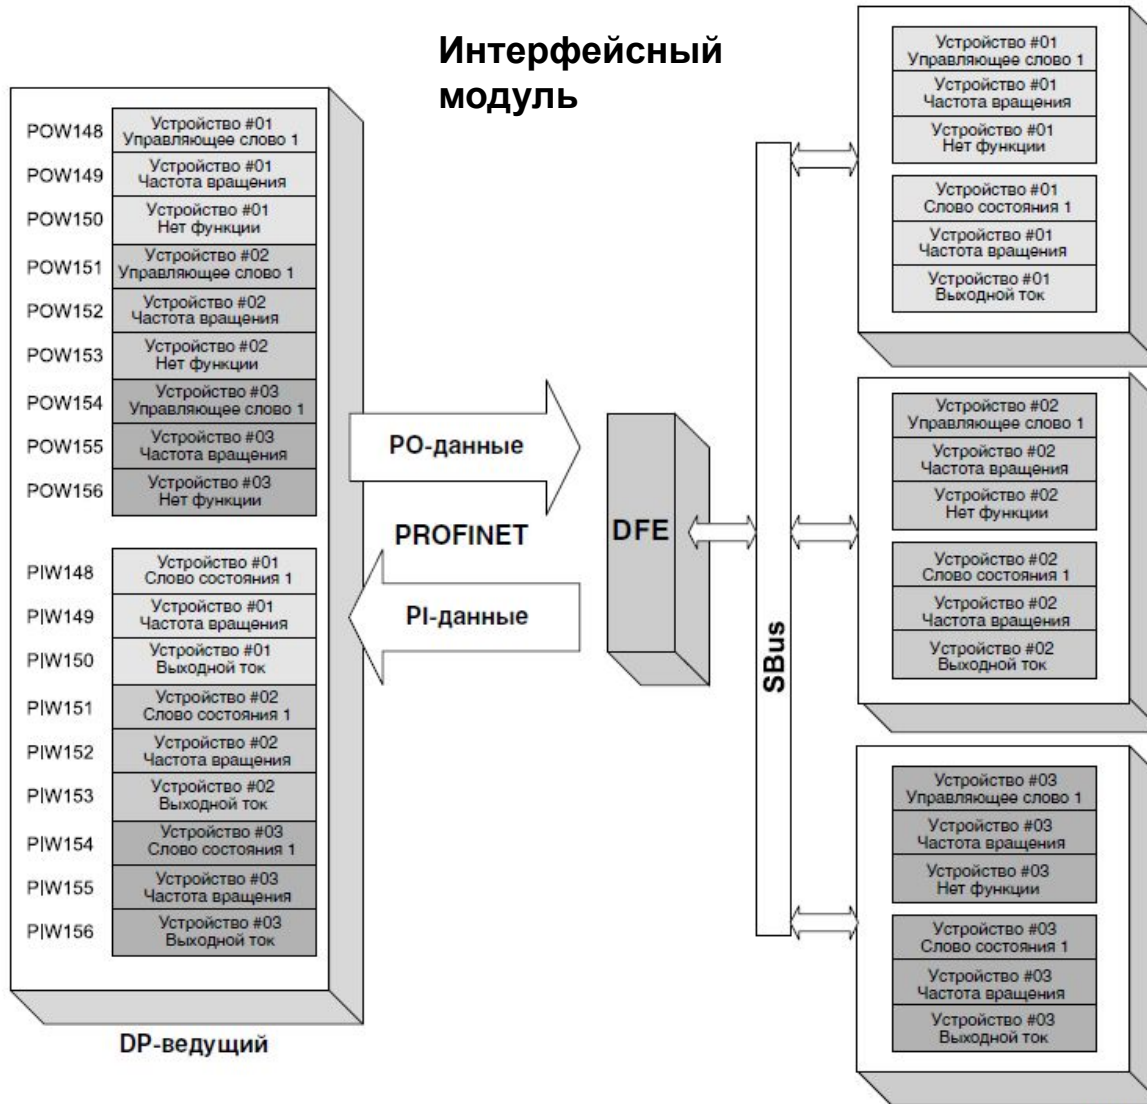 Интерфейсный
модуль
POW148
Устройство #01
Управляющее слово 1
POW149
Устройство #01
Частота вращения
POW150
Устройство #01
Нет функции
POW151
Устройство #02
Управляющее слово 1
POW152
Устройство #02
Частота вращения
POW153
Устройство #02
Нет функции
POW154
Устройство #03
Управляющее слово 1
POW155
Устройство #03
Частота вращения
POW156
Устройство #03
Нет функции
PIW148
Устройство #01
Слово состояния 1
PIW149
Устройство #01
Частота вращения
PIW150
Устройство #01
Выходной ток
PIW151
Устройство #02
Слово состояния 1
PIW152
Устройство #02
Частота вращения
PIW153
Устройство #02
Выходной ток
PIW154
Устройство #03
Слово состояния 1
PIW155
Устройство #03
Частота вращения
PIW156
Устройство #03
Выходной ток
DP-ведущий
PO-данные
PROFINET
PI-данные
DFE
SBus
Устройство #01
Управляющее слово 1
Устройство #01
Частота вращения
Устройство #01
Нет функции
Устройство #01
Слово состояния 1
Устройство #01
Частота вращения
Устройство #01
Выходной ток
Устройство #02
Управляющее слово 1
Устройство #02
Частота вращения
Устройство #02
Нет функции
Устройство #02
Слово состояния 1
Устройство #02
Частота вращения
Устройство #02
Выходной ток
Устройство #03
Управляющее слово 1
Устройство #03
Частота вращения
Устройство #03
Нет функции
Устройство #03
Слово состояния 1
Устройство #03
Частота вращения
Устройство #03
Выходной ток